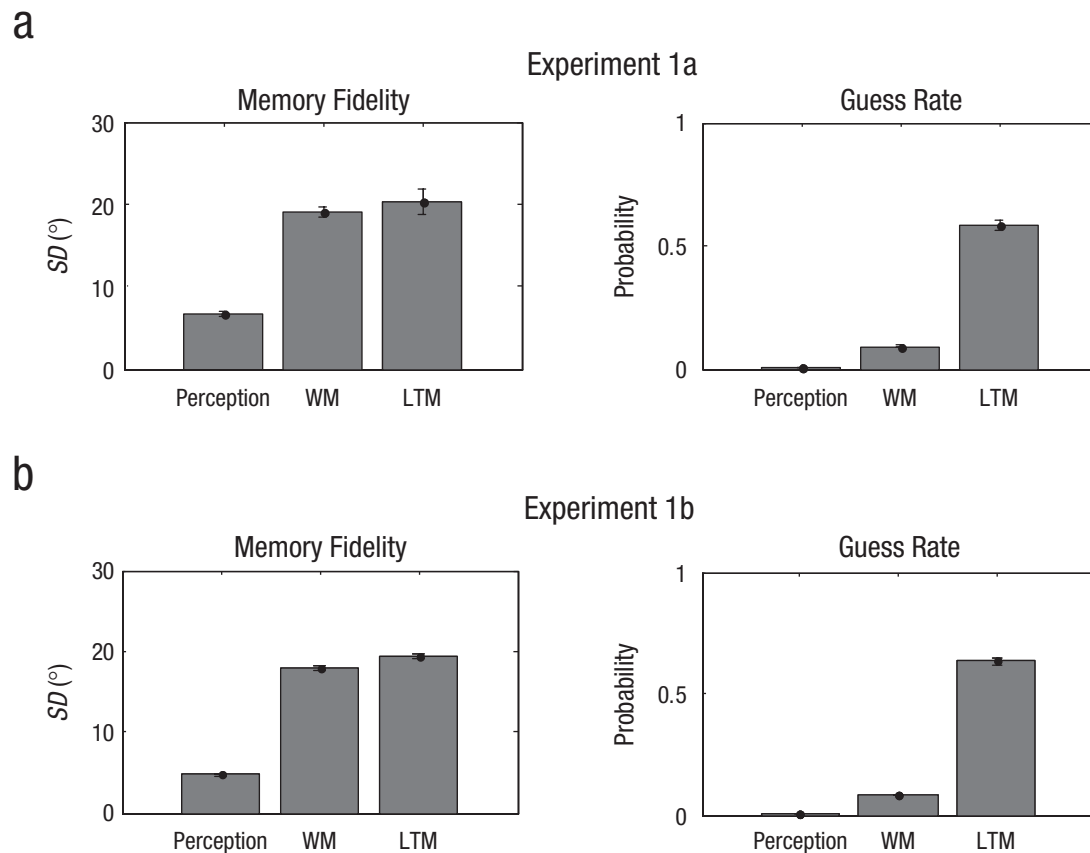 a
Experiment 1a
Memory Fidelity
30
20
10
0
SD (°)
Perception WM LTM
Guess Rate
1
0.5
0
Probability
Perception WM LTM
b
Experiment 1b
Memory Fidelity
30
20
10
0
SD (°)
Perception WM LTM
Guess Rate
1
0.5
0
Probability
Perception WM LTM